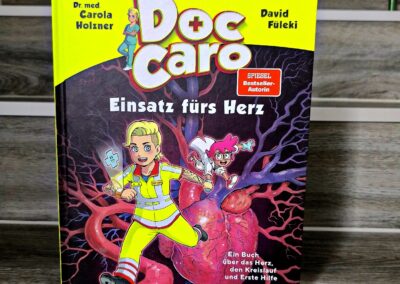 Dr med
Carola
Holzner
Doc
Caro
David
Füleki
SPIEGEL
Bestseller-
Autorin
Einsatz fürs Herz
Ein Buch
über das Herz,
den Kreislauf
und Erste Hilfe